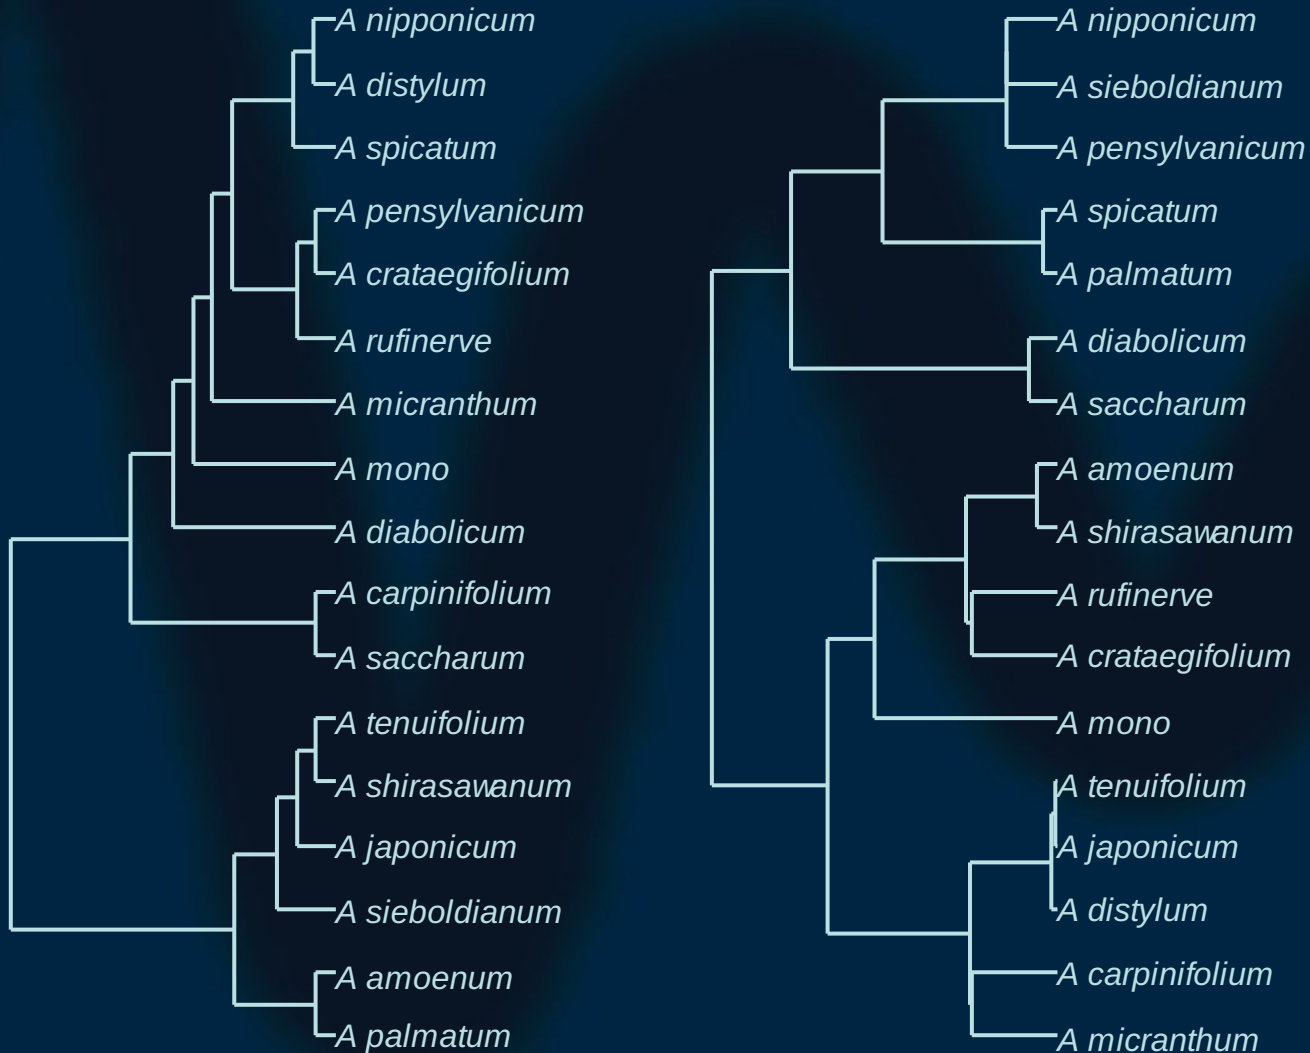 A nipponicum
A distylum
A spicatum
A pensylvanicum
A crataegifolium
A rufinerve
A micranthum
A mono
A diabolicum
A carpinifolium
A saccharum
A tenuifolium
A shirasawanum
A japonicum
A sieboldianum
A amoenum
A palmatum
A nipponicum
A sieboldianum
A pensylvanicum
A spicatum
A palmatum
A diabolicum
A saccharum
A amoenum
A shirasawanum
A rufinerve
A crataegifolium
A mono
A tenuifolium
A japonicum
A distylum
A carpinifolium
A micranthum